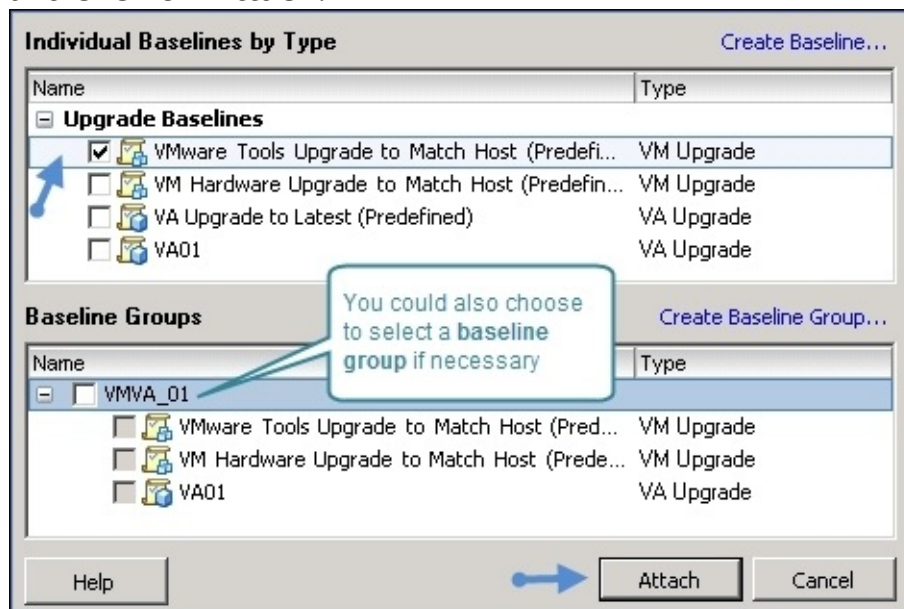 Individual Baselines by Type Create Baseline...
Name Type
Upgrade Baselines
VMware Tools Upgrade to Match Host (Predefi... VM Upgrade
VM Hardware Upgrade to Match Host (Predefin... VM Upgrade
VA Upgrade to Latest (Predefined) VA Upgrade
VA01 VA Upgrade
You could also choose
to select a baseline
group if necessary
Baseline Groups Create Baseline Group...
Name Type
VMVA_01
VMware Tools Upgrade to Match Host (Pred... VM Upgrade
VM Hardware Upgrade to Match Host (Prede... VM Upgrade
VA01 VA Upgrade
Help Attach Cancel